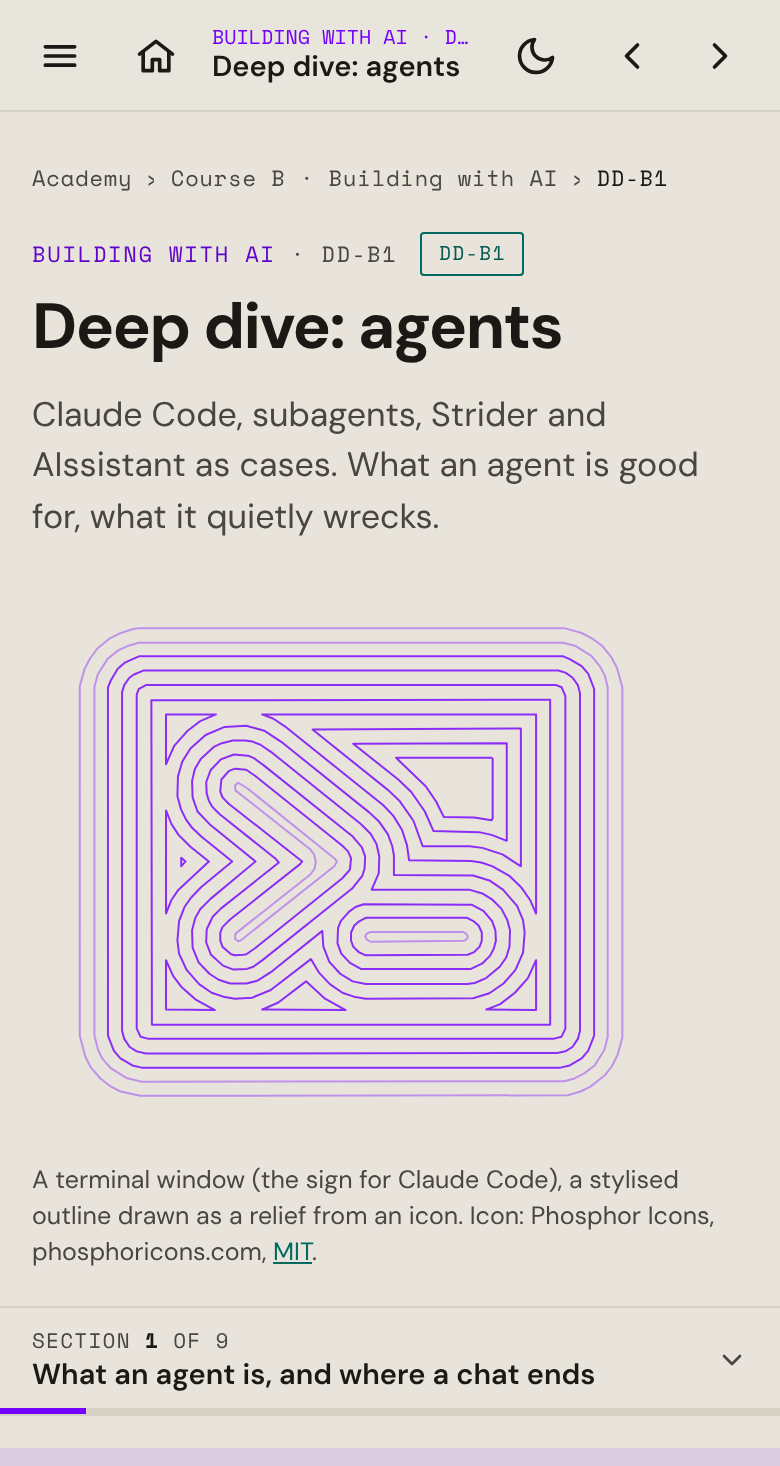 BUILDING WITH AI · D…
Deep dive: agents
Academy › Course B · Building with AI › DD-B1
BUILDING WITH AI · DD-B1 DD-B1
Deep dive: agents
Claude Code, subagents, Strider and
AIssistant as cases. What an agent is good
for, what it quietly wrecks.
A terminal window (the sign for Claude Code), a stylised
outline drawn as a relief from an icon. Icon: Phosphor Icons,
phosphoricons.com, MIT.
SECTION 1 OF 9
What an agent is, and where a chat ends